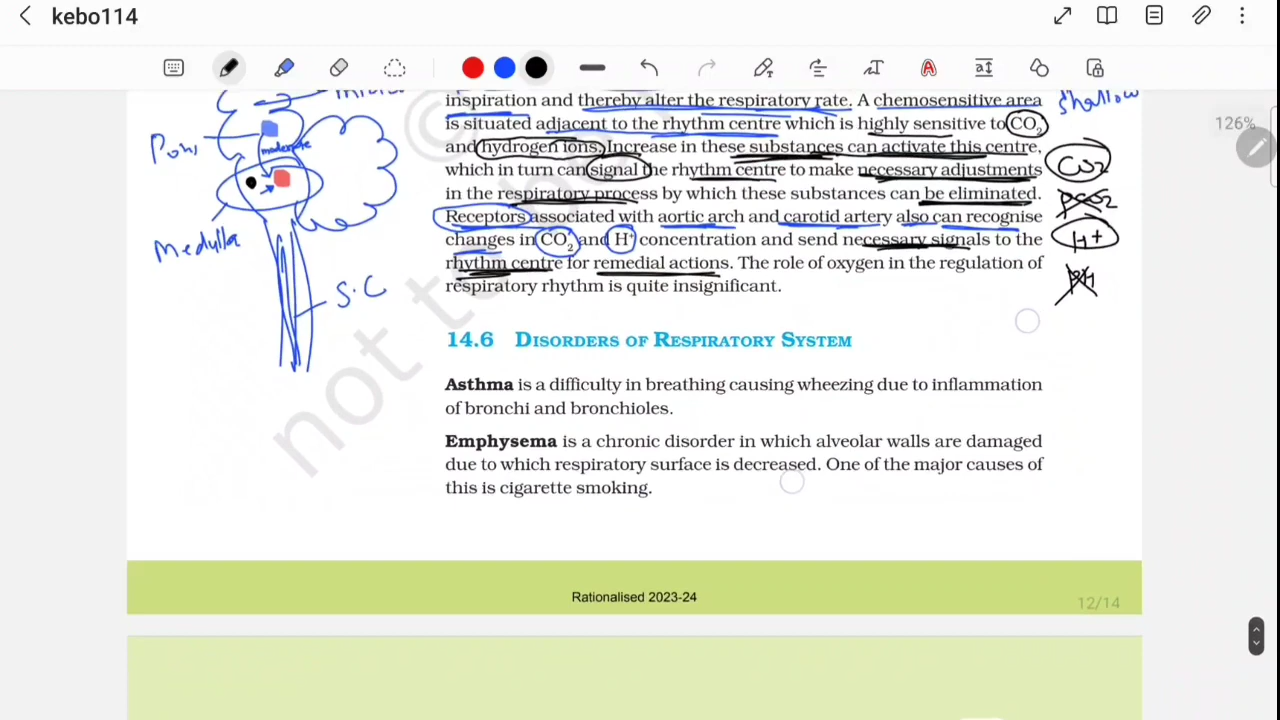 kebo114
inspiration and thereby alter the respiratory rate. A chemosensitive area
is situated adjacent to the rhythm centre which is highly sensitive to CO₂
and hydrogen ions. Increase in these substances can activate this centre,
which in turn can signal the rhythm centre to make necessary adjustments
in the respiratory process by which these substances can be eliminated.
Receptors associated with aortic arch and carotid artery also can recognise
changes in CO₂ and H⁺ concentration and send necessary signals to the
rhythm centre for remedial actions. The role of oxygen in the regulation of
respiratory rhythm is quite insignificant.
Shallow
126%
CO2
H+
Pons
Medulla
S.C
14.6 DISORDERS OF RESPIRATORY SYSTEM
Asthma is a difficulty in breathing causing wheezing due to inflammation
of bronchi and bronchioles.
Emphysema is a chronic disorder in which alveolar walls are damaged
due to which respiratory surface is decreased. One of the major causes of
this is cigarette smoking.
© not to
Rationalised 2023-24
12/14